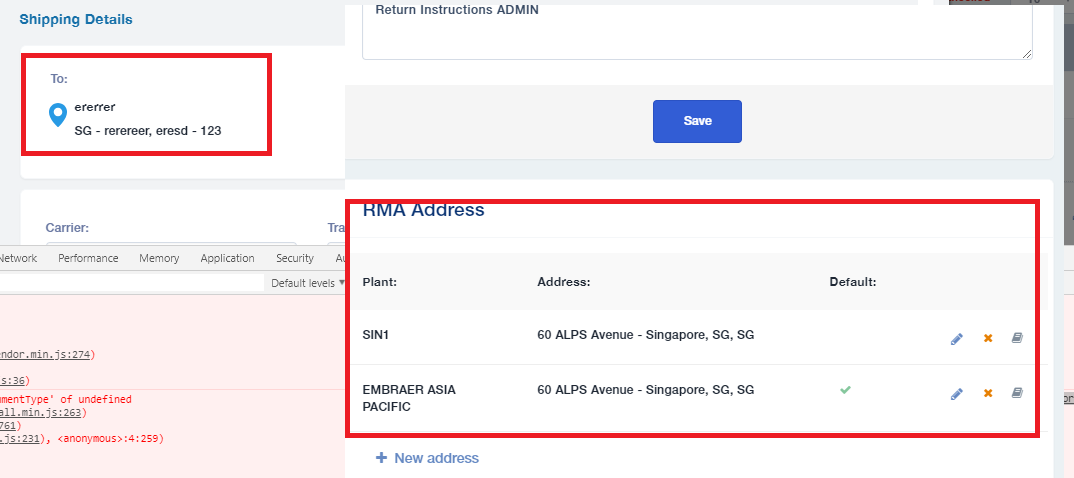 Shipping Details
To:
ererrer
SG - rerereer, eresd - 123
Carrier:
Tra
Network
Performance
Memory
Application
Security
Au
Default levels
endor.min.js:274)
s:36)
mentType' of undefined
all.min.js:263)
761)
.js:231), <anonymous>:4:259)
Return Instructions ADMIN
Save
RMA Address
Plant:
Address:
Default:
SIN1
60 ALPS Avenue - Singapore, SG, SG
EMBRAER ASIA
PACIFIC
60 ALPS Avenue - Singapore, SG, SG
+ New address